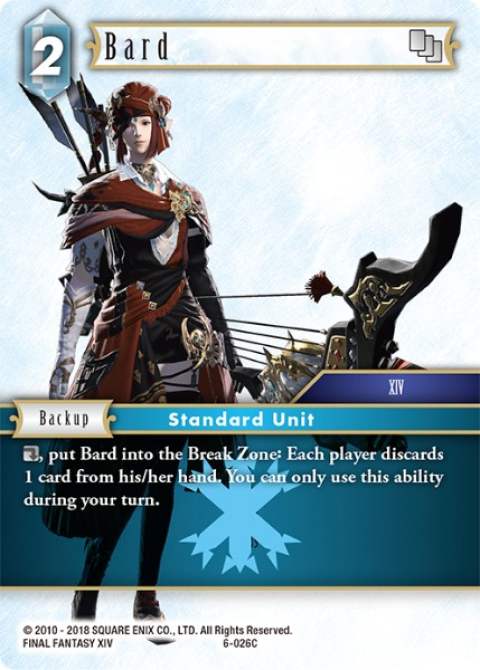 2
Bard
XIV
Backup
Standard Unit
, put Bard into the Break Zone: Each player discards
1 card from his/her hand. You can only use this ability
during your turn.
© 2010 - 2018 SQUARE ENIX CO., LTD. All Rights Reserved.
FINAL FANTASY XIV
6-026C